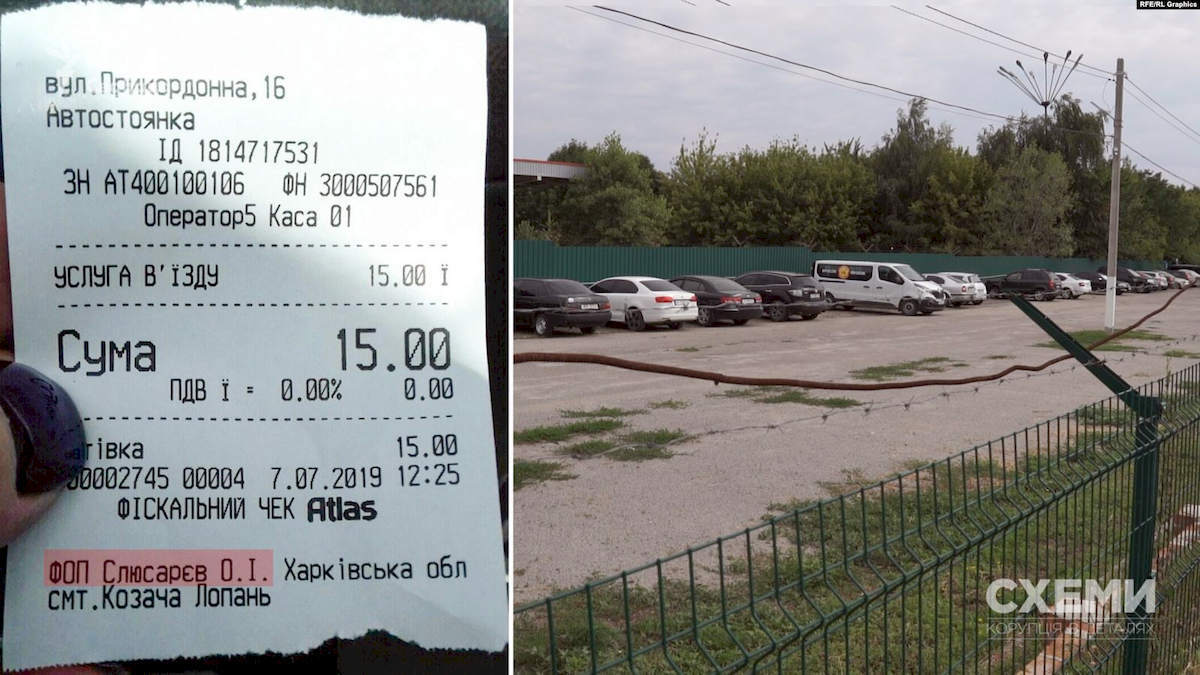 вул.Прикордонна,16
Автостоянка
ІД 1814717531
ЗН АТ400100106 ФН 3000507561
Оператор5 Каса 01
УСЛУГА В'ЇЗДУ 15.00 Ї
Сума 15.00
ПДВ Ї = 0.00% 0.00
15.00
00002745 00004 7.07.2019 12:25
ФІСКАЛЬНИЙ ЧЕК Atlas
ФОП Слюсарєв О.І. Харківська обл
смт.Козача Лопань
RFE/RL Graphics
СХЕМИ
КОРУПЦІЯ В ДЕТАЛЯХ